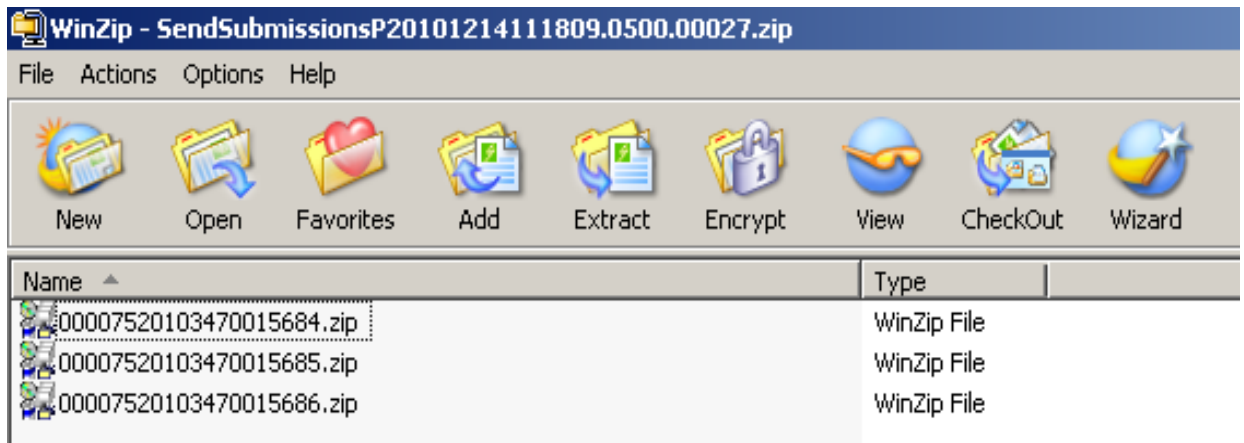 WinZip - SendSubmissionsP20101214111809.0500.00027.zip
File Actions Options Help
New Open Favorites Add Extract Encrypt View CheckOut Wizard
Name Type
00007520103470015684.zip WinZip File
00007520103470015685.zip WinZip File
00007520103470015686.zip WinZip File